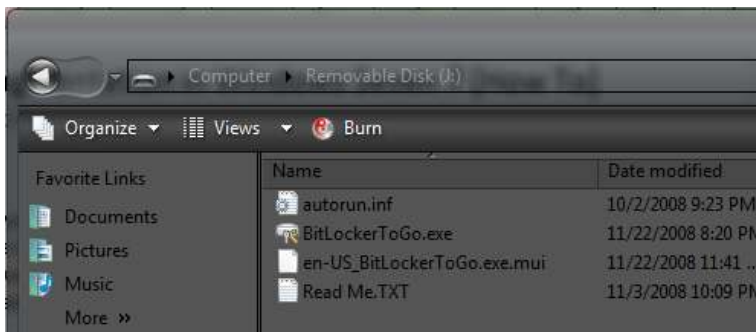 Computer Removable Disk (J:)
Organize Views Burn
Favorite Links
Documents
Pictures
Music
More »
Name Date modified
autorun.inf 10/2/2008 9:23 PM
BitLockerToGo.exe 11/22/2008 8:20 PM
en-US_BitLockerToGo.exe.mui 11/22/2008 11:41 ...
Read Me.TXT 11/3/2008 10:09 PM